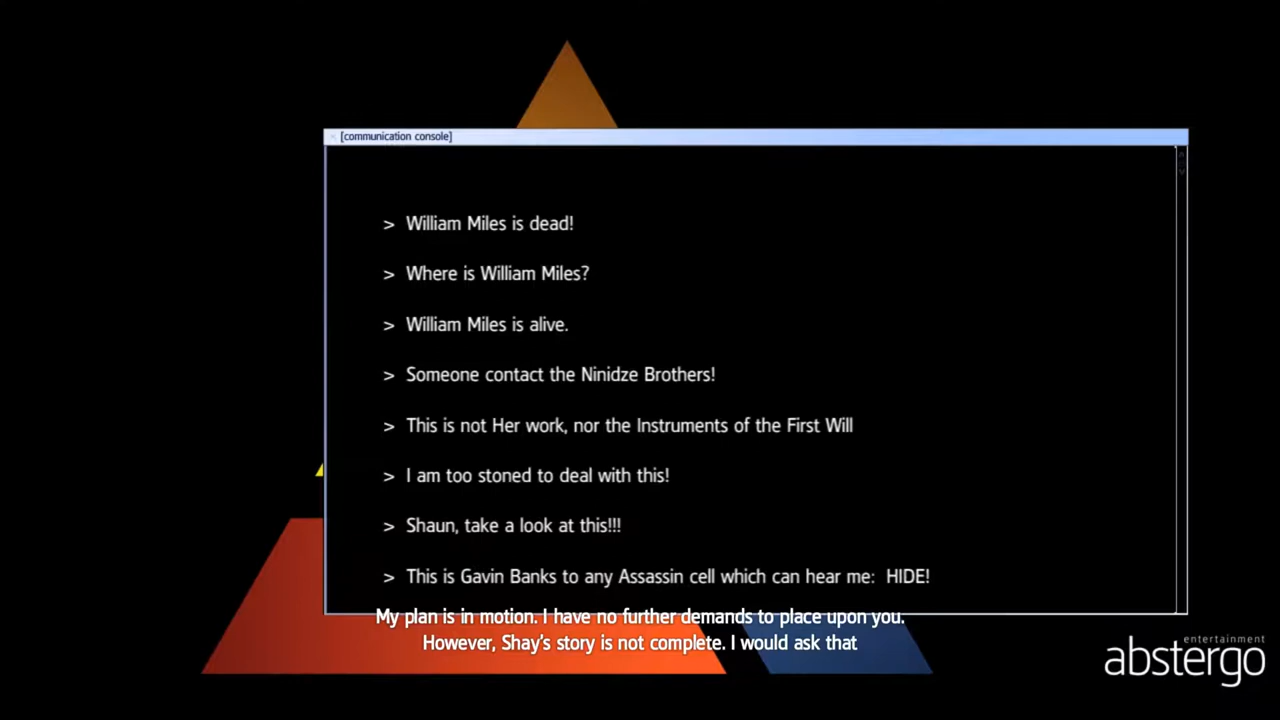 [communication console]
> William Miles is dead!
> Where is William Miles?
> William Miles is alive.
> Someone contact the Ninidze Brothers!
> This is not Her work, nor the Instruments of the First Will
> I am too stoned to deal with this!
> Shaun, take a look at this!!!
> This is Gavin Banks to any Assassin cell which can hear me:  HIDE!
My plan is in motion. I have no further demands to place upon you.
However, Shay's story is not complete. I would ask that
entertainment
abstergo